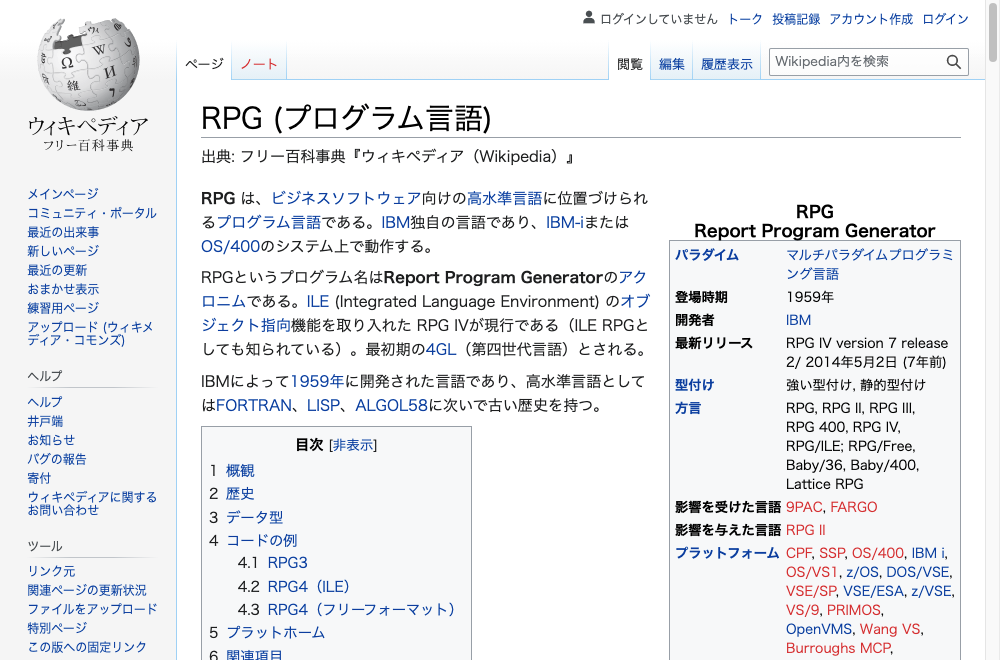 ログインしていません トーク 投稿記録 アカウント作成 ログイン
ページ ノート 閲覧 編集 履歴表示 Wikipedia内を検索
ウィキペディア
フリー百科事典
メインページ
コミュニティ・ポータル
最近の出来事
新しいページ
最近の更新
おまかせ表示
練習用ページ
アップロード (ウィキメ
ディア・コモンズ)
ヘルプ
ヘルプ
井戸端
お知らせ
バグの報告
寄付
ウィキペディアに関する
お問い合わせ
ツール
リンク元
関連ページの更新状況
ファイルをアップロード
特別ページ
この版への固定リンク
RPG (プログラム言語)
出典: フリー百科事典『ウィキペディア（Wikipedia）』
RPG は、ビジネスソフトウェア向けの高水準言語に位置づけられ
るプログラム言語である。IBM独自の言語であり、IBM-iまたは
OS/400のシステム上で動作する。
RPGというプログラム名はReport Program Generatorのアク
ロニムである。ILE (Integrated Language Environment) のオブ
ジェクト指向機能を取り入れた RPG IVが現行である（ILE RPGと
しても知られている）。最初期の4GL（第四世代言語）とされる。
IBMによって1959年に開発された言語であり、高水準言語として
はFORTRAN、LISP、ALGOL58に次いで古い歴史を持つ。
目次 [非表示]
1 概観
2 歴史
3 データ型
4 コードの例
4.1 RPG3
4.2 RPG4（ILE）
4.3 RPG4（フリーフォーマット）
5 プラットホーム
6 関連項目
RPG
Report Program Generator
パラダイム マルチパラダイムプログラミ
ング言語
登場時期 1959年
開発者 IBM
最新リリース RPG IV version 7 release
2/ 2014年5月2日 (7年前)
型付け 強い型付け, 静的型付け
方言 RPG, RPG II, RPG III,
RPG 400, RPG IV,
RPG/ILE; RPG/Free,
Baby/36, Baby/400,
Lattice RPG
影響を受けた言語 9PAC, FARGO
影響を与えた言語 RPG II
プラットフォーム CPF, SSP, OS/400, IBM i,
OS/VS1, z/OS, DOS/VSE,
VSE/SP, VSE/ESA, z/VSE,
VS/9, PRIMOS,
OpenVMS, Wang VS,
Burroughs MCP,